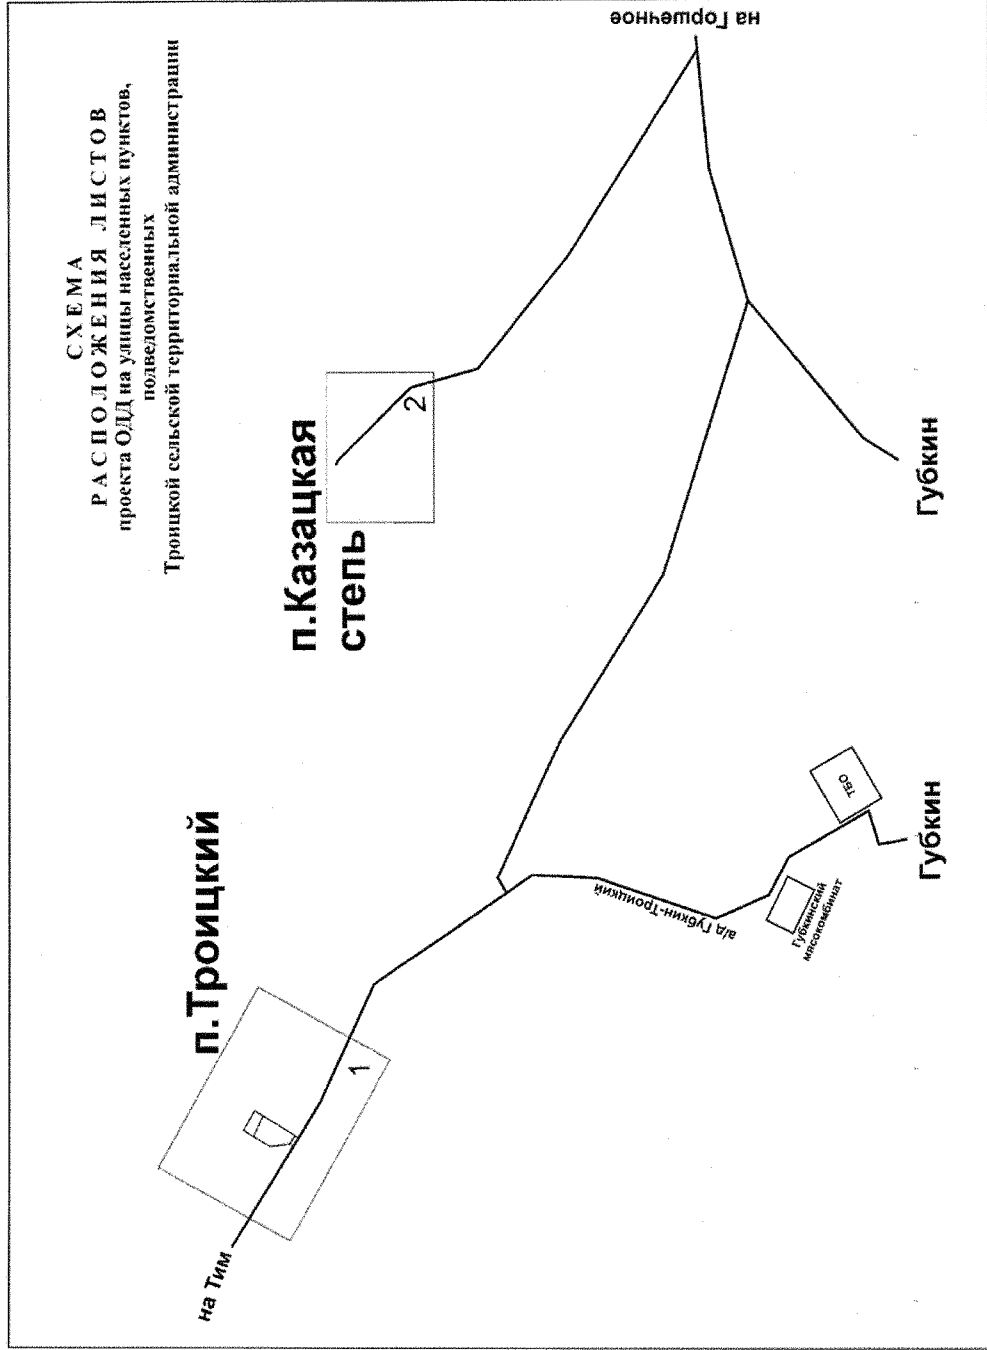 СХЕМА
РАСПОЛОЖЕНИЯ ЛИСТОВ
проекта ОДД на улицы населенных пунктов,
подведомственных
Троицкой сельской территориальной администрации
на Горшечное
п.Казацкая
степь
2
п.Троицкий
1
на Тим
а/д Губкин-Троицкий
Губкинский
мясокомбинат
ТБО
Губкин
Губкин